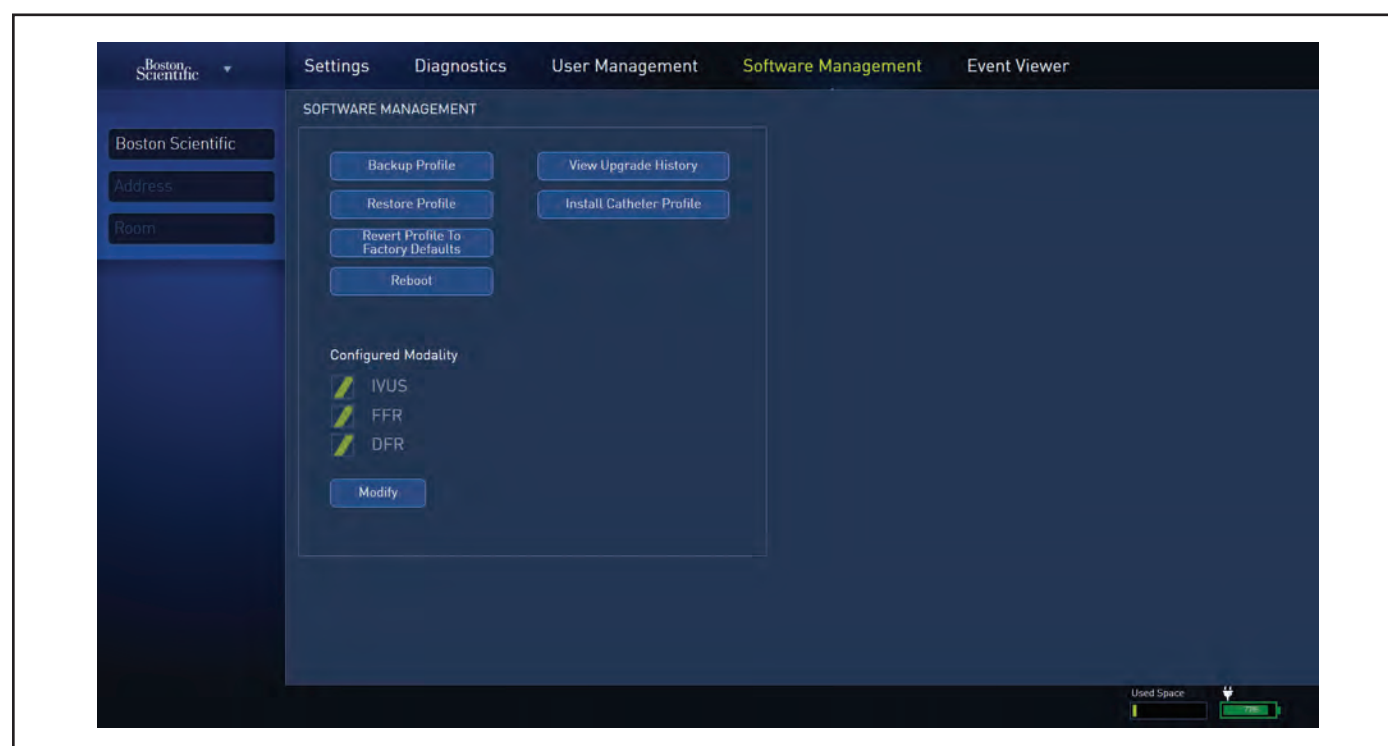 Boston
Scientific
Settings Diagnostics User Management Software Management Event Viewer
SOFTWARE MANAGEMENT
Boston Scientific
Address
Room
Backup Profile
View Upgrade History
Restore Profile
Install Catheter Profile
Revert Profile To
Factory Defaults
Reboot
Configured Modality
IVUS
FFR
DFR
Modify
Used Space